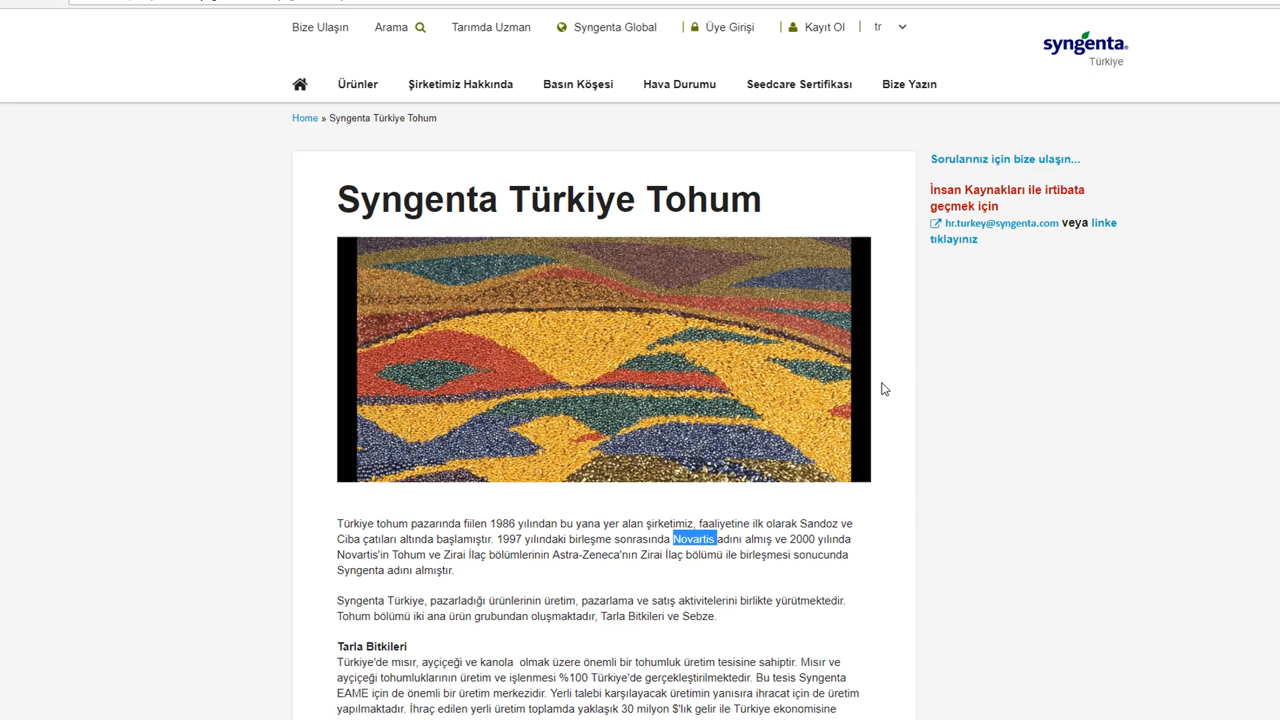 Bize Ulaşın Arama Tarımda Uzman Syngenta Global | Üye Girişi | Kayıt Ol | tr
syngenta
Türkiye
Ürünler Şirketimiz Hakkında Basın Köşesi Hava Durumu Seedcare Sertifikası Bize Yazın
Home » Syngenta Türkiye Tohum
Syngenta Türkiye Tohum
Türkiye tohum pazarında fiilen 1986 yılından bu yana yer alan şirketimiz, faaliyetine ilk olarak Sandoz ve
Ciba çatıları altında başlamıştır. 1997 yılındaki birleşme sonrasında Novartis adını almış ve 2000 yılında
Novartis'in Tohum ve Zirai İlaç bölümlerinin Astra-Zeneca'nın Zirai İlaç bölümü ile birleşmesi sonucunda
Syngenta adını almıştır.
Syngenta Türkiye, pazarladığı ürünlerinin üretim, pazarlama ve satış aktivitelerini birlikte yürütmektedir.
Tohum bölümü iki ana ürün grubundan oluşmaktadır, Tarla Bitkileri ve Sebze.
Tarla Bitkileri
Türkiye'de mısır, ayçiçeği ve kanola olmak üzere önemli bir tohumluk üretim tesisine sahiptir. Mısır ve
ayçiçeği tohumluklarının üretim ve işlenmesi %100 Türkiye'de gerçekleştirilmektedir. Bu tesis Syngenta
EAME için de önemli bir üretim merkezidir. Yerli talebi karşılayacak üretimin yanısıra ihracat için de üretim
yapılmaktadır. İhraç edilen yerli üretim toplamda yaklaşık 30 milyon $'lık gelir ile Türkiye ekonomisine
Sorularınız için bize ulaşın...
İnsan Kaynakları ile irtibata
geçmek için
hr.turkey@syngenta.com veya linke
tıklayınız